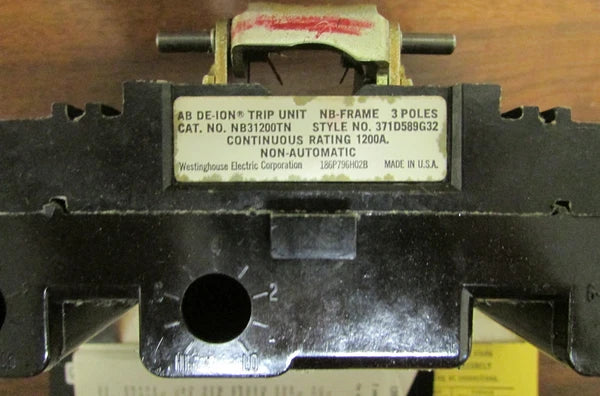 AB DE-ION® TRIP UNIT NB-FRAME 3 POLES
CAT. NO. NB31200TN STYLE NO. 371D589G32
CONTINUOUS RATING 1200A.
NON-AUTOMATIC
Westinghouse Electric Corporation 186P796H02B MADE IN U.S.A.
2